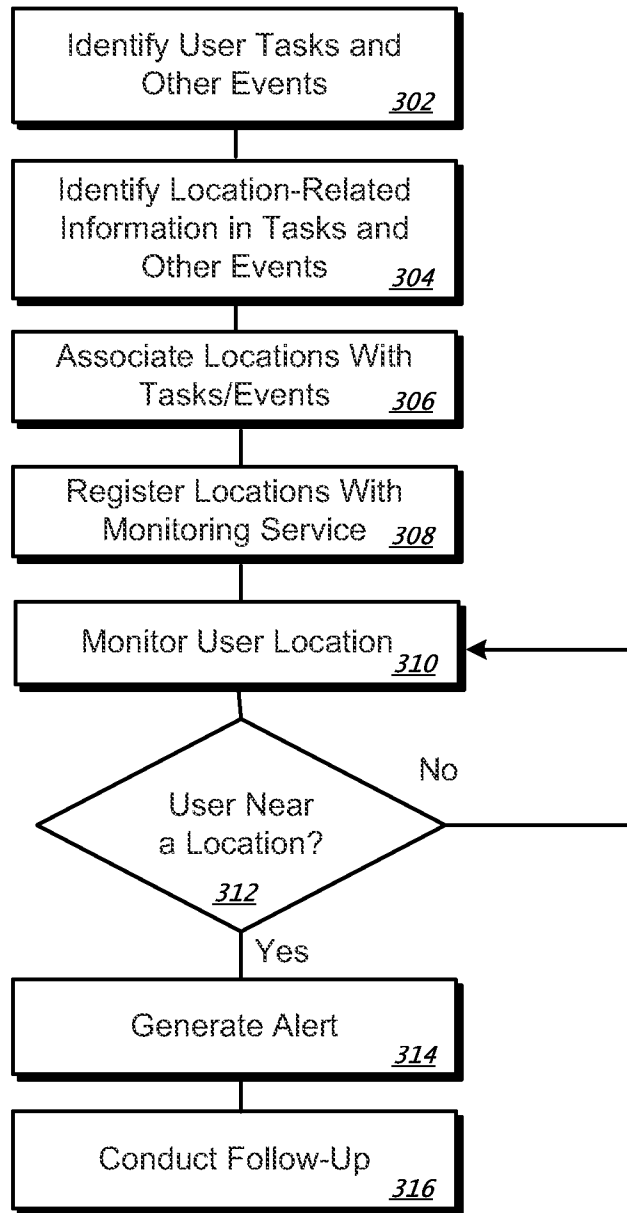 Identify User Tasks and
Other Events
302
Identify Location-Related
Information in Tasks and
Other Events
304
Associate Locations With
Tasks/Events
306
Register Locations With
Monitoring Service
308
Monitor User Location
310
No
User Near
a Location?
312
Yes
Generate Alert
314
Conduct Follow-Up
316